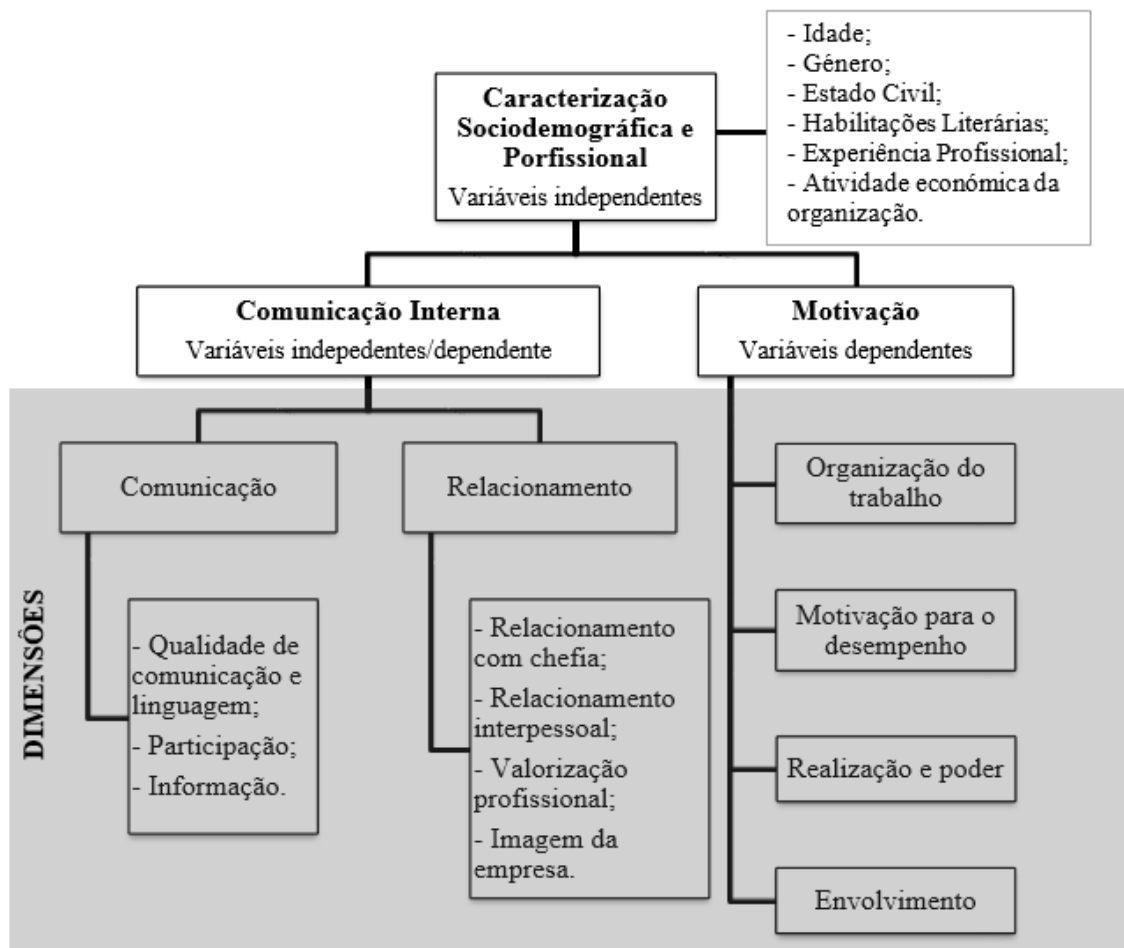 - Idade;
- Género;
- Estado Civil;
- Habilitações Literárias;
- Experiência Profissional;
- Atividade económica da
organização.
Caracterização
Sociodemográfica e
Porfissional
Variáveis independentes
Comunicação Interna
Variáveis indepedentes/dependente
Motivação
Variáveis dependentes
DIMENSÔES
Comunicação
- Qualidade de
comunicação e
linguagem;
- Participação;
- Informação.
Relacionamento
- Relacionamento
com chefia;
- Relacionamento
interpessoal;
- Valorização
profissional;
- Imagem da
empresa.
Organização do
trabalho
Motivação para o
desempenho
Realização e poder
Envolvimento